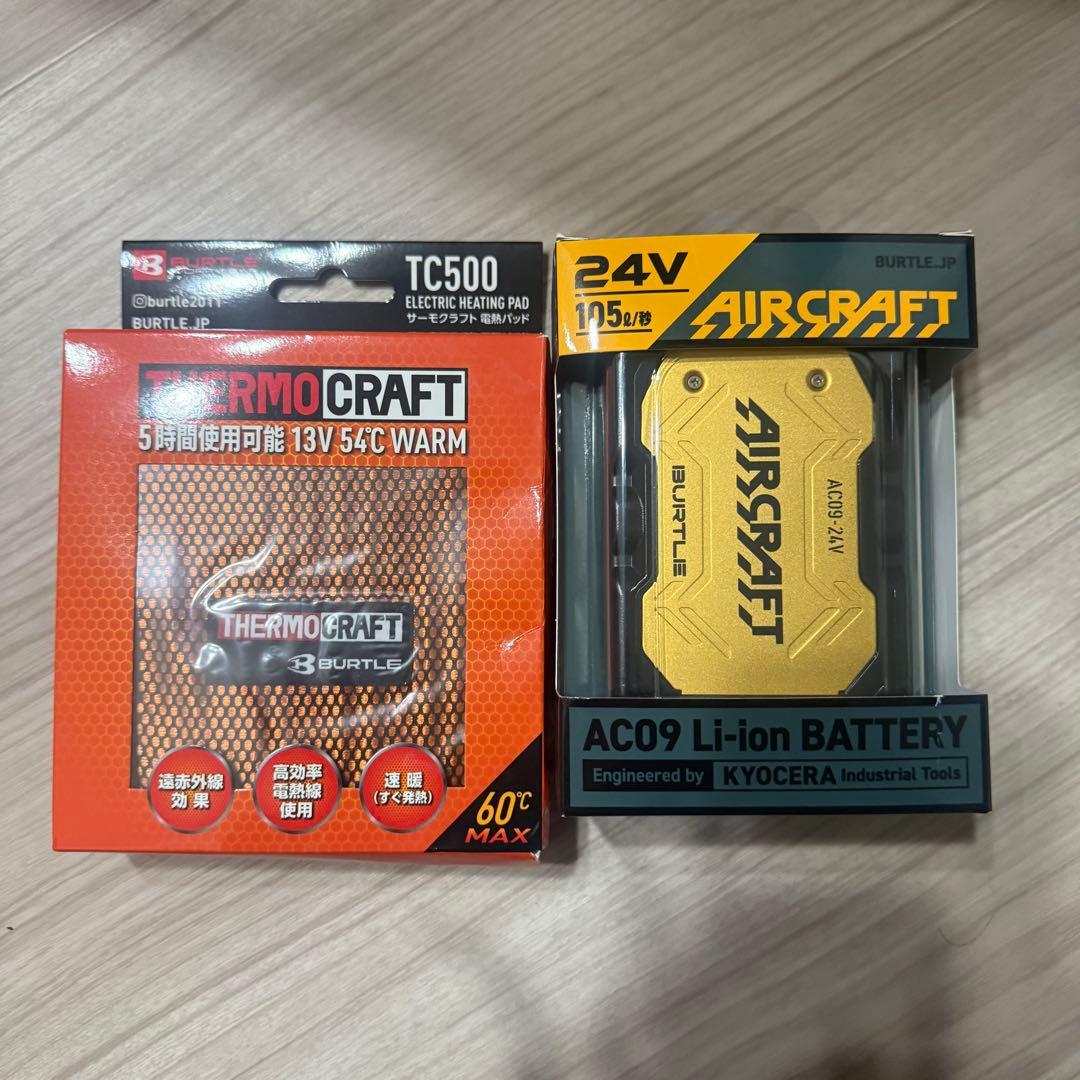 BURTLE
burtle2011
BURTLE.JP
TC500
ELECTRIC HEATING PAD
サーモクラフト 電熱パッド
THERMOCRAFT
5時間使用可能 13V 54℃ WARM
THERMOCRAFT
BURTLE
遠赤外線
効果
高効率
電熱線
使用
速暖
(すぐ発熱)
60℃
MAX
24V
105ℓ/秒
BURTLE.JP
AIRCRAFT
AIRCRAFT
BURTLE
AC09-24V
AC09 Li-ion BATTERY
Engineered by KYOCERA Industrial Tools